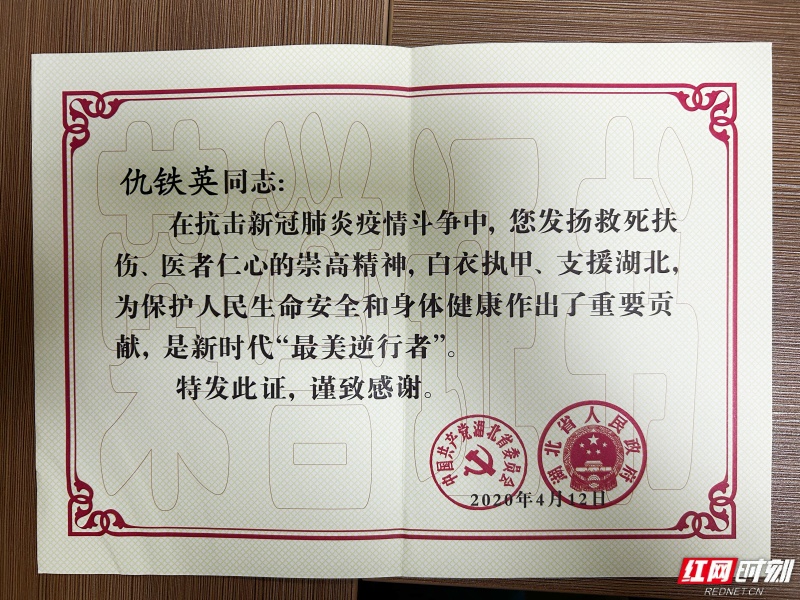 仇铁英同志：
在抗击新冠肺炎疫情斗争中，您发扬救死扶
伤、医者仁心的崇高精神，白衣执甲、支援湖北，
为保护人民生命安全和身体健康作出了重要贡
献，是新时代“最美逆行者”。
特发此证，谨致感谢。
中国共产党湖北省委员会
湖北省人民政府
2020年4月12日
荣誉证书
红网时刻
REDNET.CN